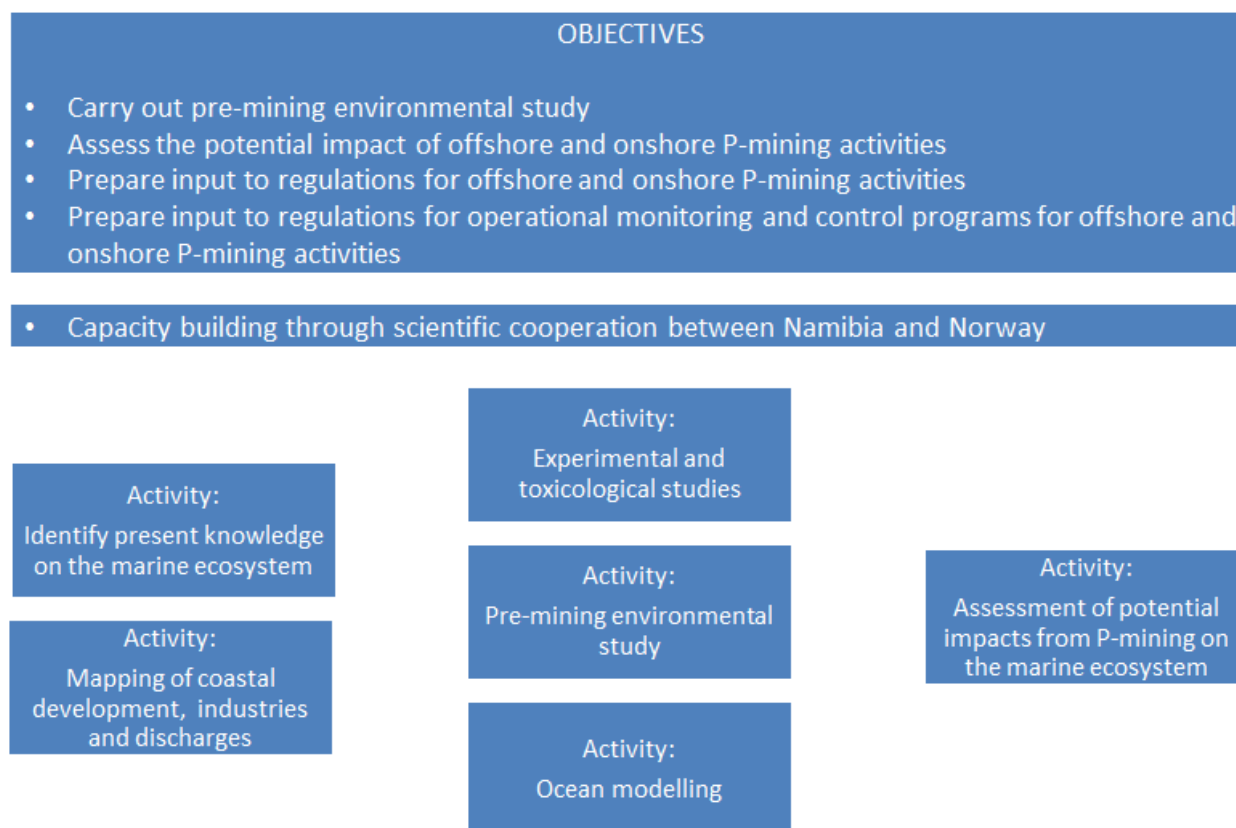 OBJECTIVES
• Carry out pre-mining environmental study
• Assess the potential impact of offshore and onshore P-mining activities
• Prepare input to regulations for offshore and onshore P-mining activities
• Prepare input to regulations for operational monitoring and control programs for offshore and
onshore P-mining activities
• Capacity building through scientific cooperation between Namibia and Norway
Activity:
Identify present knowledge
on the marine ecosystem
Activity:
Mapping of coastal
development, industries
and discharges
Activity:
Experimental and
toxicological studies
Activity:
Pre-mining environmental
study
Activity:
Ocean modelling
Activity:
Assessment of potential
impacts from P-mining on
the marine ecosystem